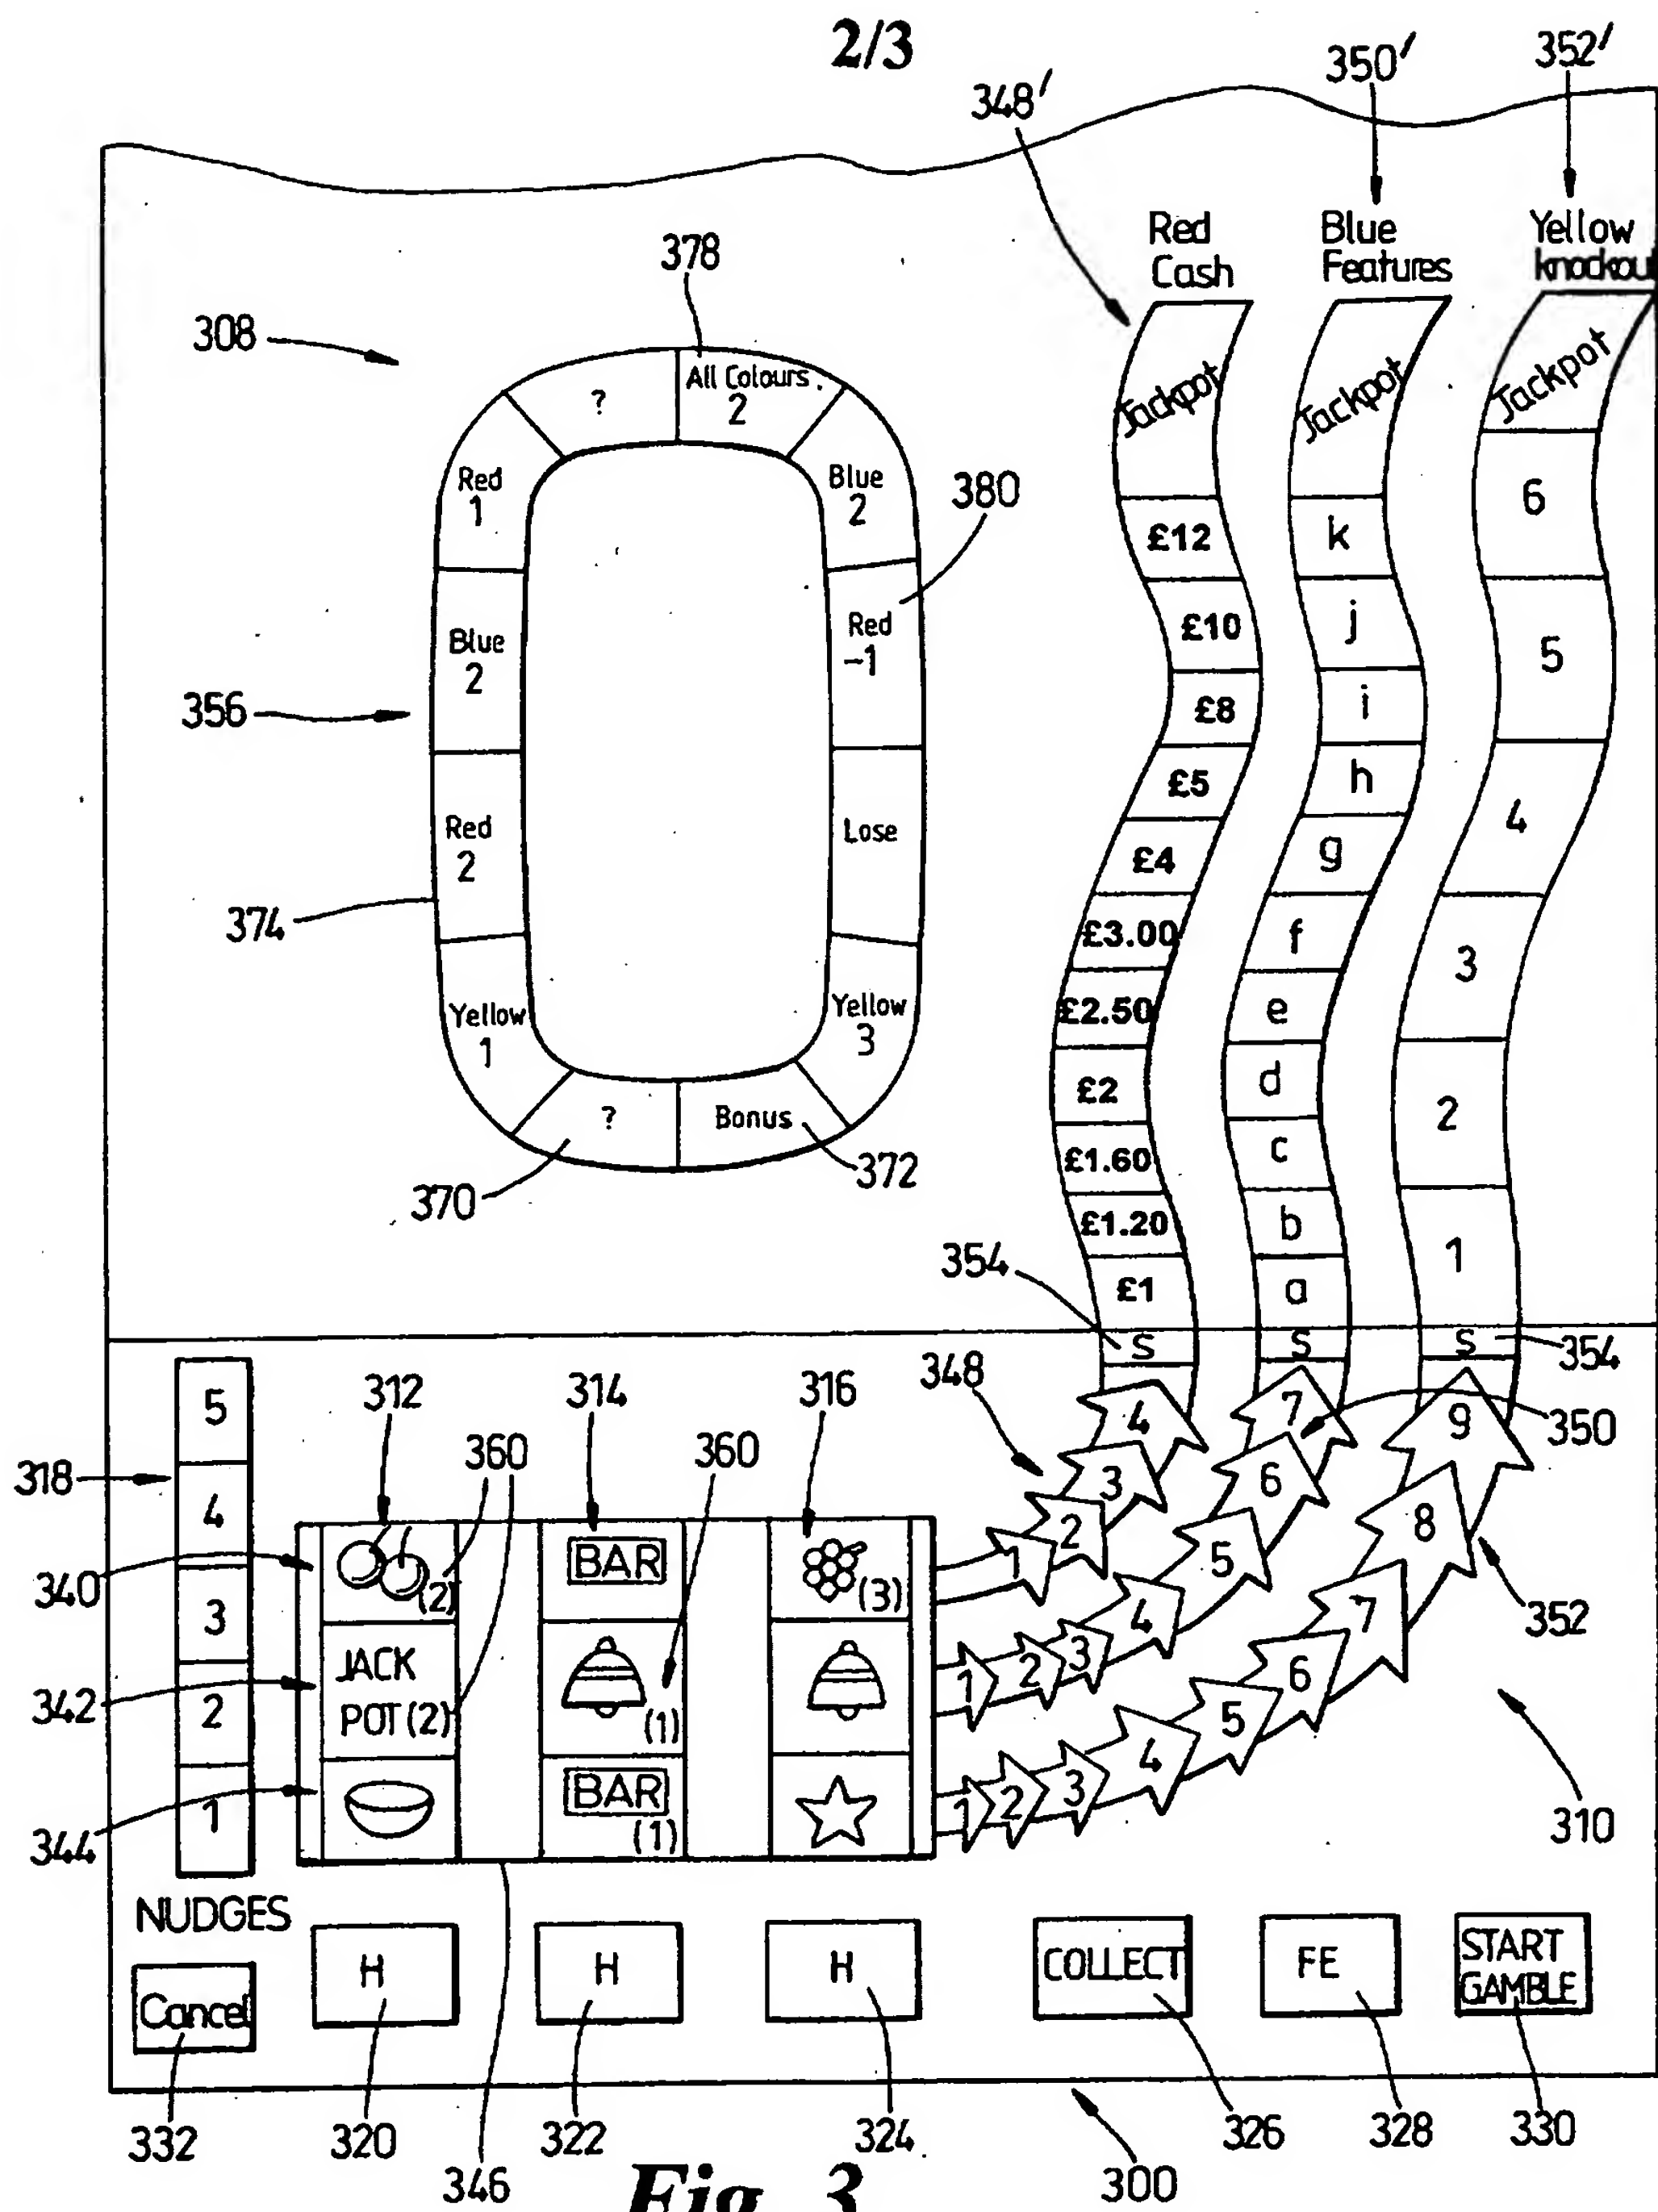 2/3
348'
350'
352'
Red
Cash
Blue
Features
Yellow
knockout
308
378
380
356
374
370
372
?
All Colours
2
Red
1
Blue
2
Blue
2
Red
-1
Red
2
Lose
Yellow
1
Yellow
3
?
Bonus
Jackpot
£12
£10
£8
£5
£4
£3.00
£2.50
£2
£1.60
£1.20
£1
S
Jackpot
k
j
i
h
g
f
e
d
c
b
a
S
Jackpot
6
5
4
3
2
1
S
354
354
348
350
352
310
318
312
314
316
360
360
340
342
344
5
4
3
2
1
NUDGES
(2)
BAR
(3)
JACK
POT (2)
(1)
BAR
(1)
1
2
3
4
1
2
3
4
5
6
7
1
2
3
4
5
6
7
8
9
Cancel
H
H
H
COLLECT
FE
START
GAMBLE
332
320
322
324
326
328
330
346
300
Fig. 3